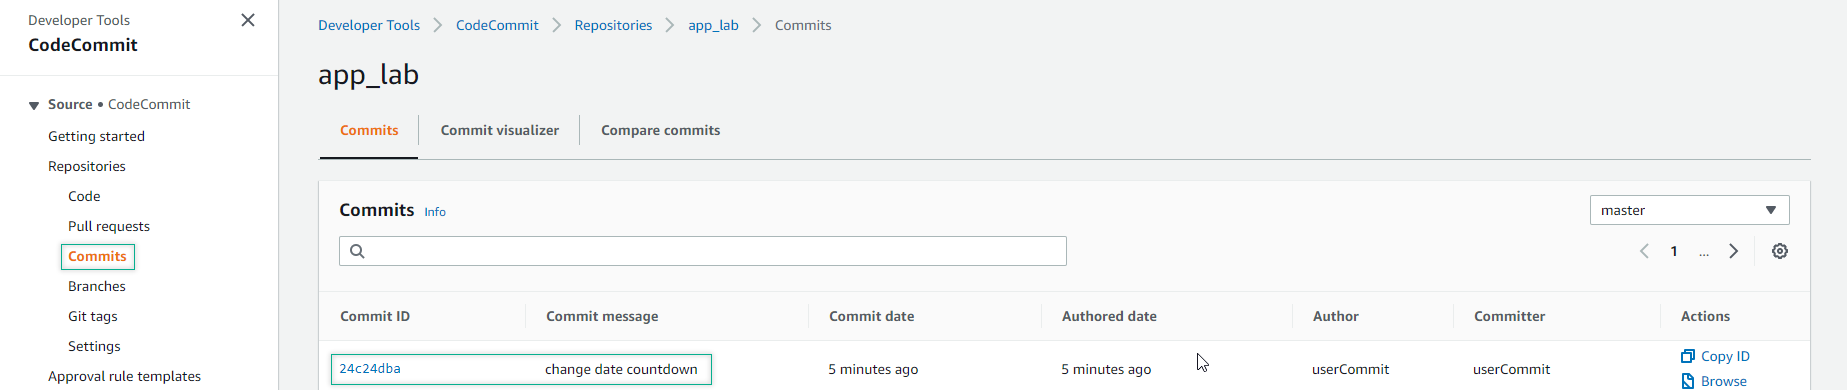 Developer Tools
CodeCommit
Source • CodeCommit
Getting started
Repositories
Code
Pull requests
Commits
Branches
Git tags
Settings
Approval rule templates
Developer Tools CodeCommit Repositories app_lab Commits
app_lab
Commits Commit visualizer Compare commits
Commits Info
master
1 ...
Commit ID Commit message Commit date Authored date Author Committer Actions
24c24dba change date countdown 5 minutes ago 5 minutes ago userCommit userCommit Copy ID
Browse